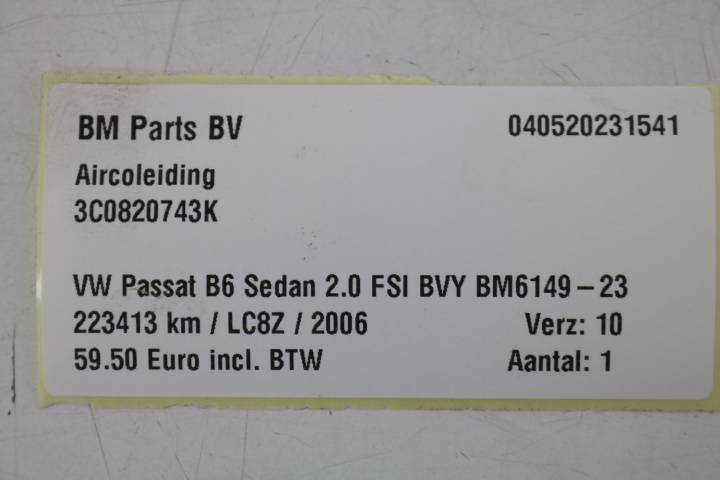 BM Parts BV 040520231541
Aircoleiding
3C0820743K
VW Passat B6 Sedan 2.0 FSI BVY BM6149-23
223413 km / LC8Z / 2006 Verz: 10
59.50 Euro incl. BTW Aantal: 1